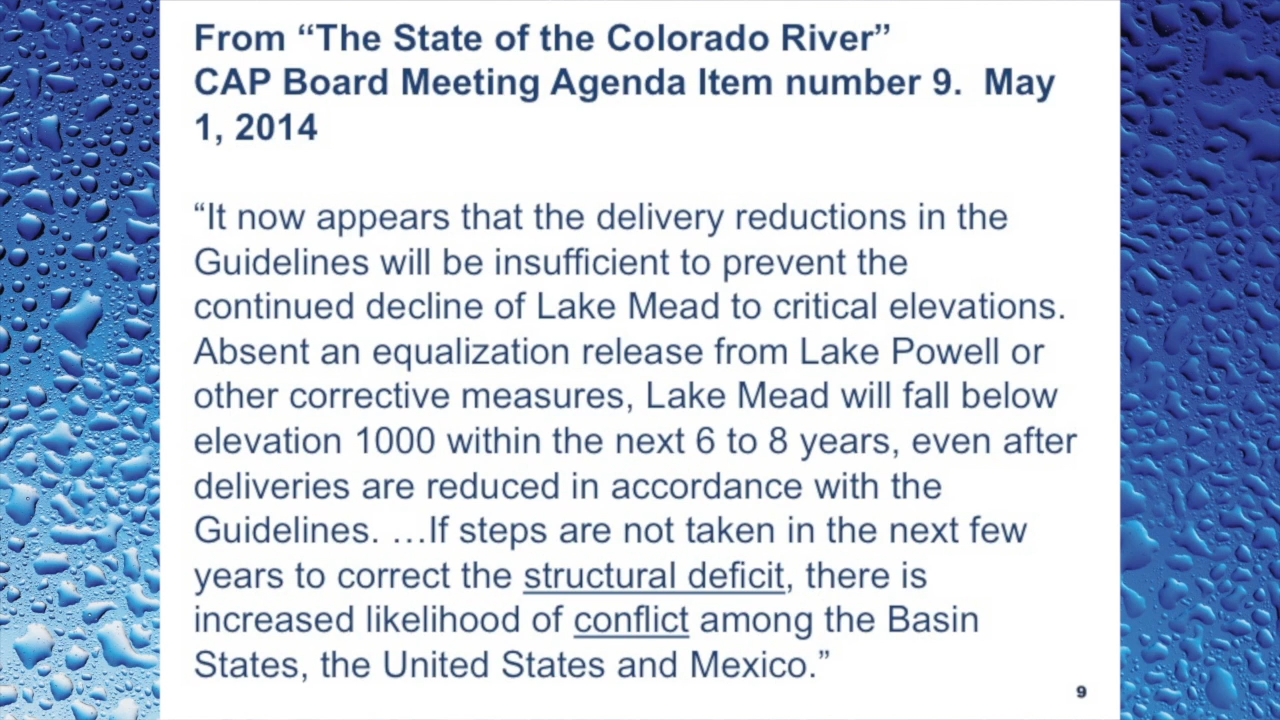 From “The State of the Colorado River”
CAP Board Meeting Agenda Item number 9.  May
1, 2014
“It now appears that the delivery reductions in the
Guidelines will be insufficient to prevent the
continued decline of Lake Mead to critical elevations.
Absent an equalization release from Lake Powell or
other corrective measures, Lake Mead will fall below
elevation 1000 within the next 6 to 8 years, even after
deliveries are reduced in accordance with the
Guidelines. …If steps are not taken in the next few
years to correct the structural deficit, there is
increased likelihood of conflict among the Basin
States, the United States and Mexico.”
9